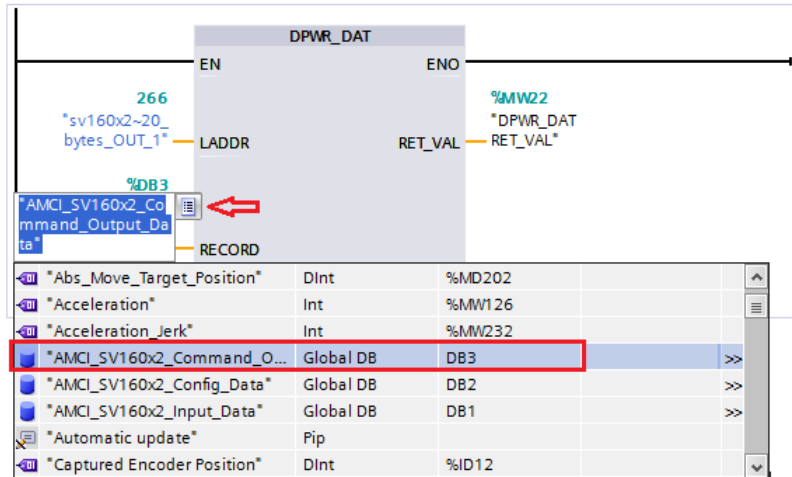 DPWR_DAT
EN ENO
266 %MW22
"sv160x2~20_ "DPWR_DAT
bytes_OUT_1" LADDR RET_VAL RET_VAL"
%DB3
"AMCI_SV160x2_Co
mmand_Output_Da
ta" RECORD
"Abs_Move_Target_Position" DInt %MD202
"Acceleration" Int %MW126
"Acceleration_Jerk" Int %MW232
"AMCI_SV160x2_Command_O... Global DB DB3 >>
"AMCI_SV160x2_Config_Data" Global DB DB2 >>
"AMCI_SV160x2_Input_Data" Global DB DB1 >>
"Automatic update" Pip
"Captured Encoder Position" DInt %ID12